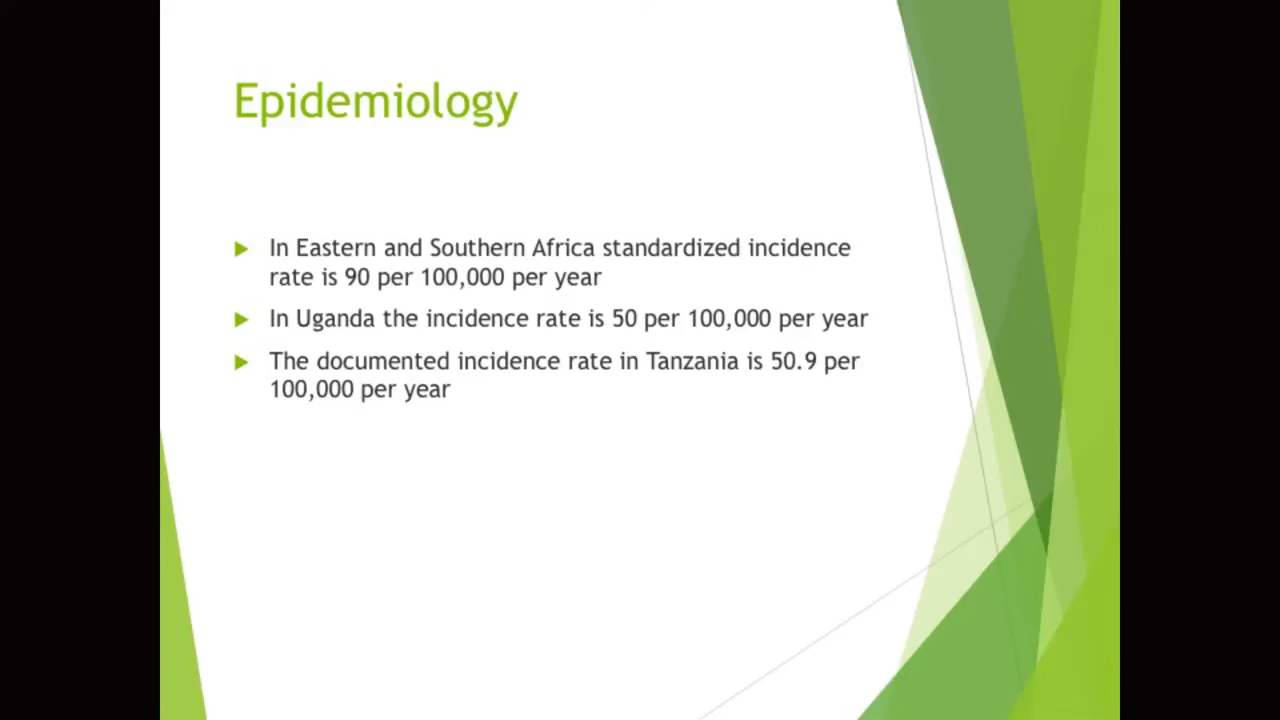 Epidemiology
In Eastern and Southern Africa standardized incidence
rate is 90 per 100,000 per year
In Uganda the incidence rate is 50 per 100,000 per year
The documented incidence rate in Tanzania is 50.9 per
100,000 per year